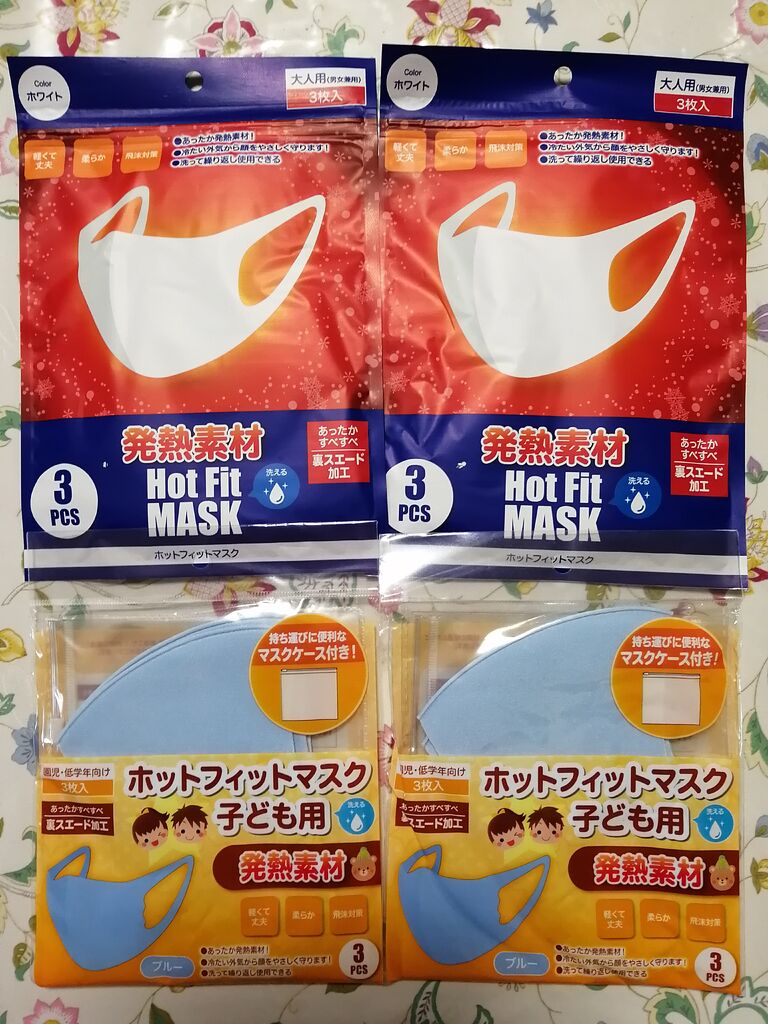 Color
ホワイト
大人用(男女兼用)
3枚入
軽くて
丈夫
柔らか
飛沫対策
●あったか発熱素材!
●冷たい外気から顔をやさしく守ります!
●洗って繰り返し使用できる
発熱素材
Hot Fit
MASK
洗える
あったか
すべすべ
裏スエード
加工
3
PCS
ホットフィットマスク
Color
ホワイト
大人用(男女兼用)
3枚入
軽くて
丈夫
柔らか
飛沫対策
●あったか発熱素材!
●冷たい外気から顔をやさしく守ります!
●洗って繰り返し使用できる
発熱素材
Hot Fit
MASK
洗える
あったか
すべすべ
裏スエード
加工
3
PCS
ホットフィットマスク
持ち運びに便利な
マスクケース付き!
園児・低学年向け
3枚入
あったかすべすべ
裏スエード加工
ホットフィットマスク
子ども用
洗える
発熱素材
軽くて
丈夫
柔らか
飛沫対策
●あったか発熱素材!
●冷たい外気から顔をやさしく守ります!
●洗って繰り返し使用できる
ブルー
3
PCS
持ち運びに便利な
マスクケース付き!
園児・低学年向け
3枚入
あったかすべすべ
裏スエード加工
ホットフィットマスク
子ども用
洗える
発熱素材
軽くて
丈夫
柔らか
飛沫対策
●あったか発熱素材!
●冷たい外気から顔をやさしく守ります!
●洗って繰り返し使用できる
ブルー
3
PCS